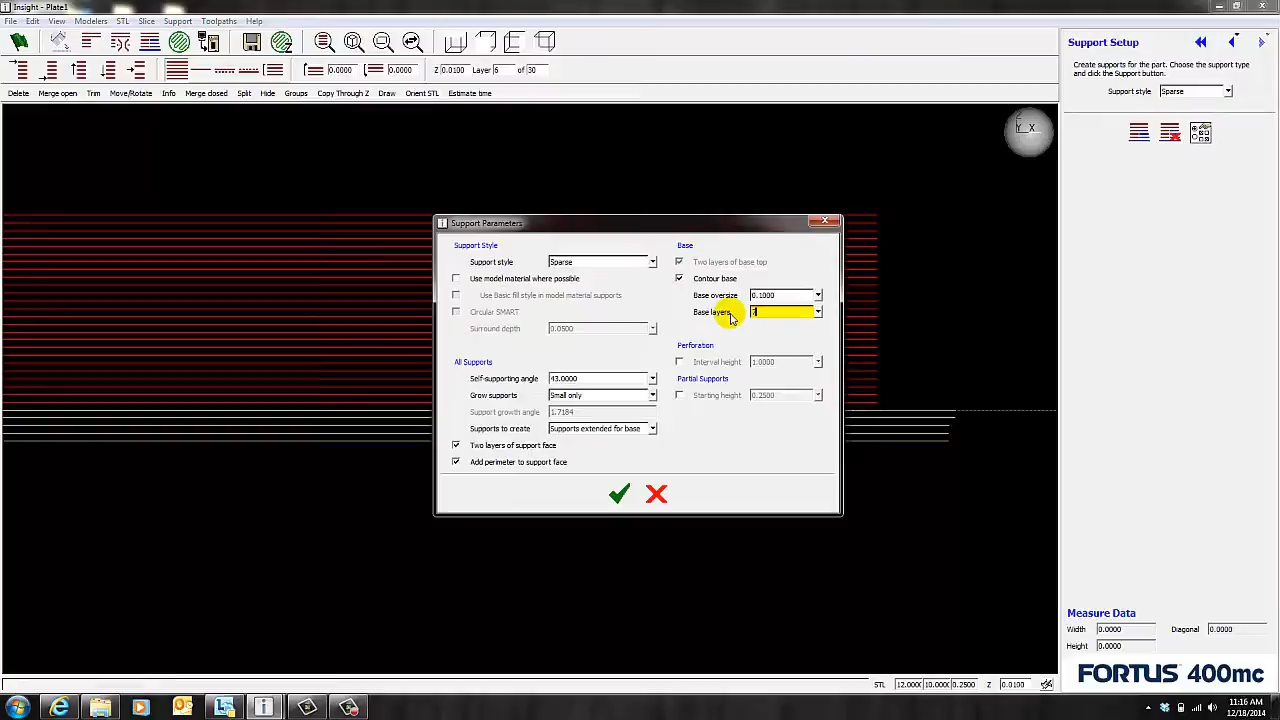 Insight - Plate1
File Edit View Modelers STL Slice Support Toolpaths Help
0.0000 0.0000 Z 0.0100 Layer 6 of 30
Delete Merge open Trim Move/Rotate Info Merge closed Split Hide Groups Copy Through Z Draw Orient STL Estimate time
Support Setup
Create supports for the part. Choose the support type
and click the Support button.
Support style Sparse
Z
Y X
Support Parameters
Support Style
Support style Sparse
Use model material where possible
Use Basic fill style in model material supports
Circular SMART
Surround depth 0.0500
All Supports
Self-supporting angle 43.0000
Grow supports Small only
Support growth angle 1.7184
Supports to create Supports extended for base
Two layers of support face
Add perimeter to support face
Base
Two layers of base top
Contour base
Base oversize 0.1000
Base layers
Perforation
Interval height 1.0000
Partial Supports
Starting height 0.2500
Measure Data
Width 0.0000 Diagonal 0.0000
Height 0.0000
FORTUS 400mc
STL 12.000( 10.000( 0.2500 Z 0.0100
11:16 AM
12/18/2014